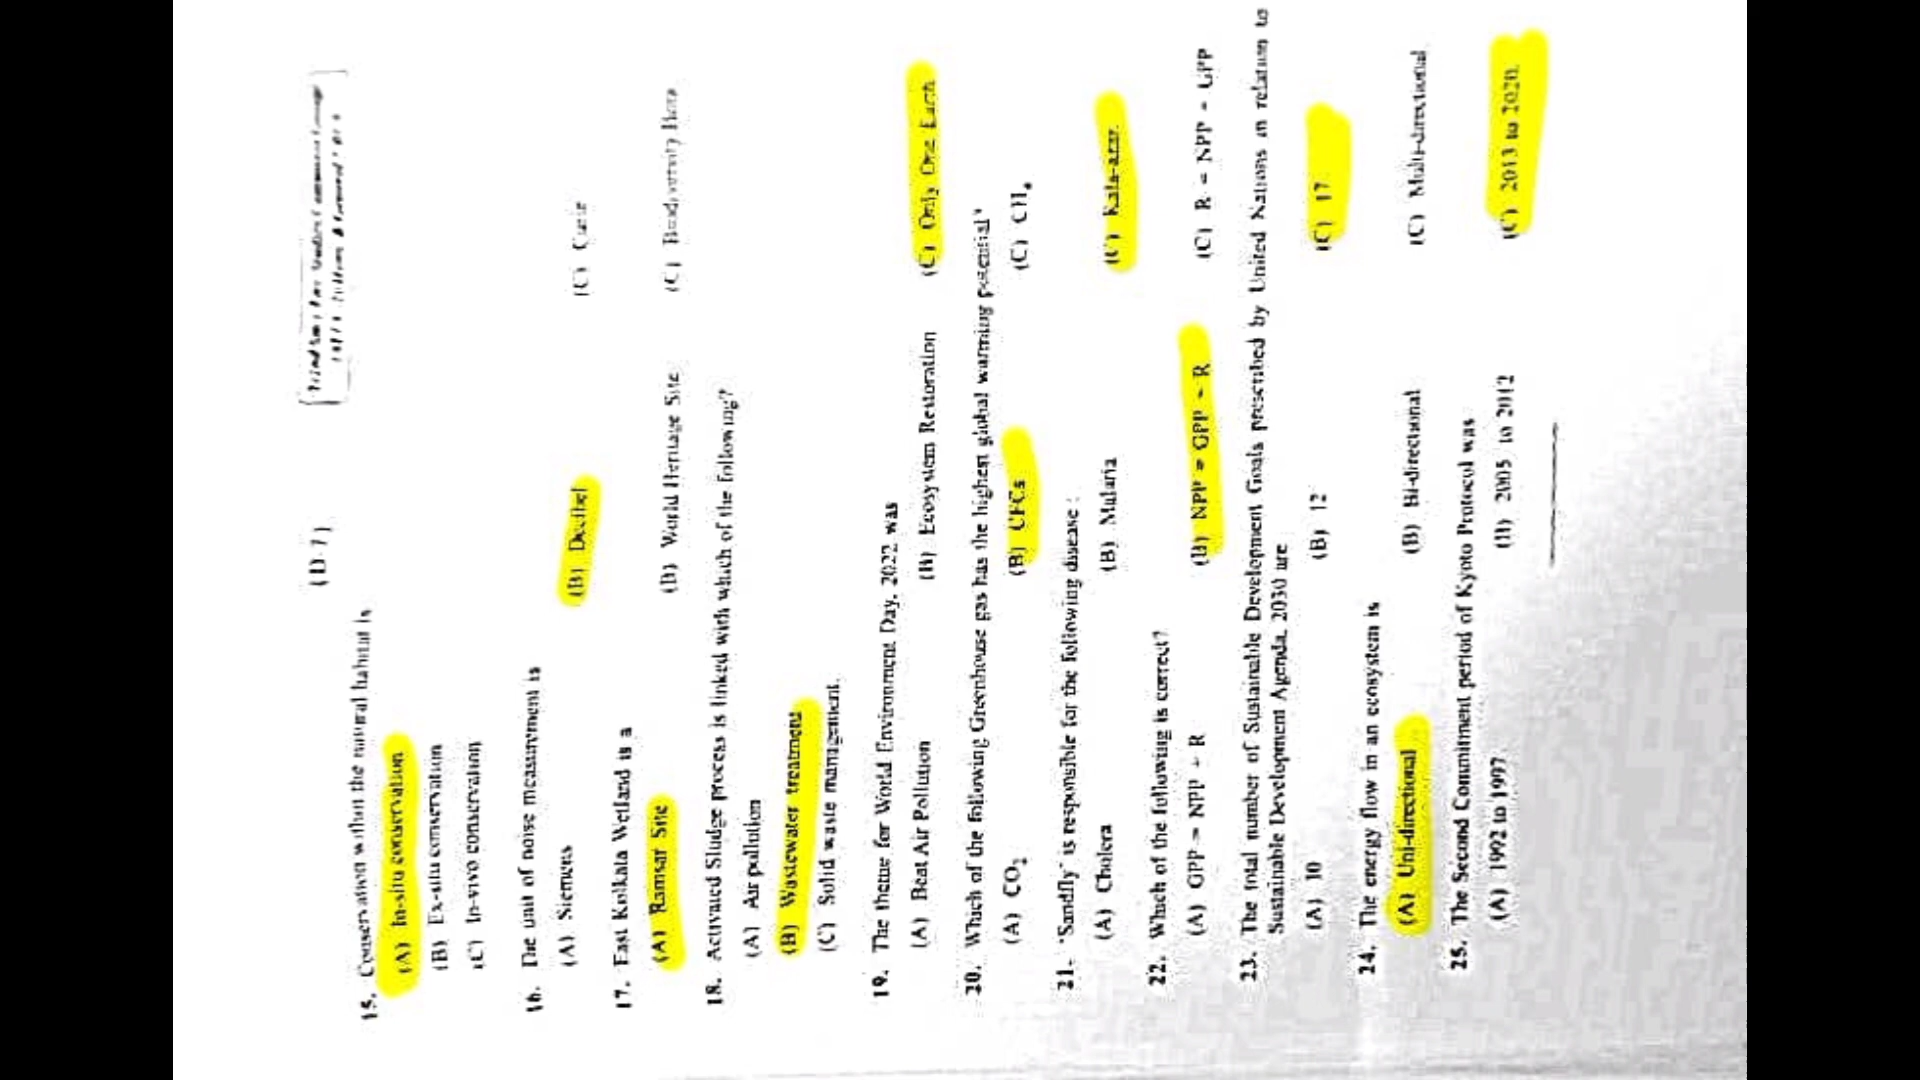 (D-7)
15. Conservation within the natural habitat is
(A) In-situ conservation
(B) Ex-situ conservation
(C) In-vivo conservation
16. The unit of noise measurement is
(A) Siemens (B) Decibel (C) Curie
17. East Kolkata Wetland is a
(A) Ramsar Site (B) World Heritage Site (C) Biodiversity Hora
18. Activated Sludge process is linked with which of the following?
(A) Air pollution
(B) Wastewater treatment
(C) Solid waste management.
19. The theme for World Environment Day, 2022 was
(A) Beat Air Pollution (B) Ecosystem Restoration (C) Only One Earth
20. Which of the following Greenhouse gas has the highest global warming potential?
(A) CO₂ (B) CFCs (C) CH₄
21. 'Sandfly' is responsible for the following disease :
(A) Cholera (B) Malaria (C) Kala-azar.
22. Which of the following is correct?
(A) GPP = NPP - R (B) NPP = GPP - R (C) R = NPP - GPP
23. The total number of Sustainable Development Goals prescribed by United Nations in relation to
Sustainable Development Agenda, 2030 are
(A) 10 (B) 12 (C) 17
24. The energy flow in an ecosystem is
(A) Uni-directional (B) Bi-directional (C) Multi-directional
25. The Second Commitment period of Kyoto Protocol was
(A) 1992 to 1997 (B) 2005 to 2012 (C) 2013 to 2020.